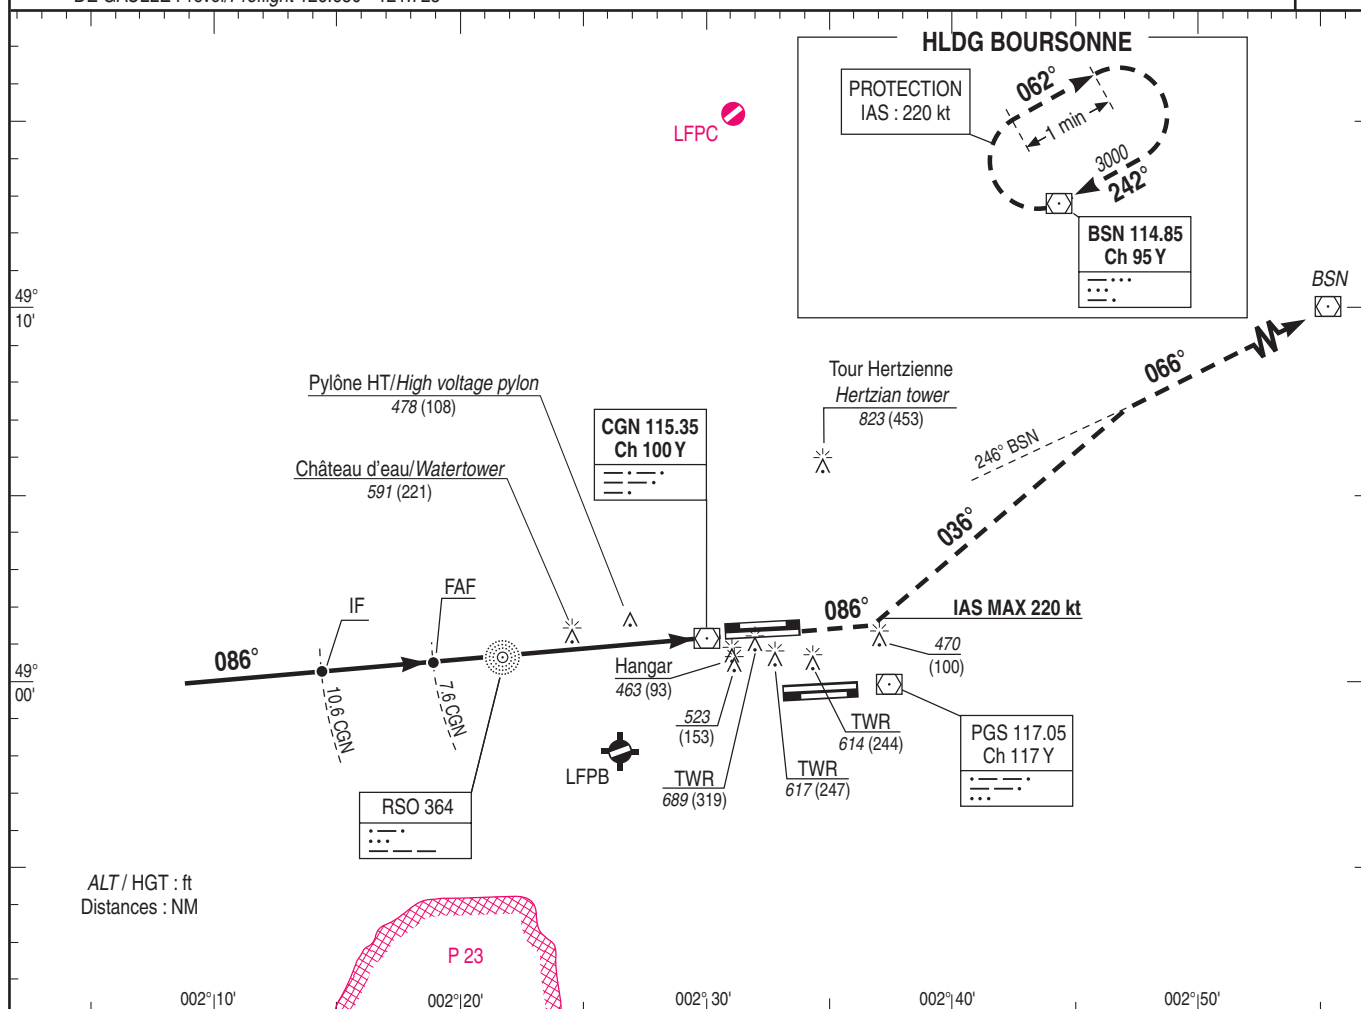 HLDG BOURSONNE
PROTECTION
IAS : 220 kt
062°
1 min
3000
242°
BSN 114.85
Ch 95 Y
LFPC
49°
10'
BSN
066°
246° BSN
036°
Tour Hertzienne
Hertzian tower
823 (453)
Pylône HT/High voltage pylon
478 (108)
CGN 115.35
Ch 100 Y
Château d'eau/Watertower
591 (221)
IF
FAF
086°
086°
IAS MAX 220 kt
470
(100)
49°
00'
10.6 CGN
7.6 CGN
Hangar
463 (93)
523
(153)
TWR
614 (244)
TWR
617 (247)
TWR
689 (319)
PGS 117.05
Ch 117 Y
LFPB
RSO 364
ALT / HGT : ft
Distances : NM
P 23
002° 10'
002° 20'
002° 30'
002° 40'
002° 50'